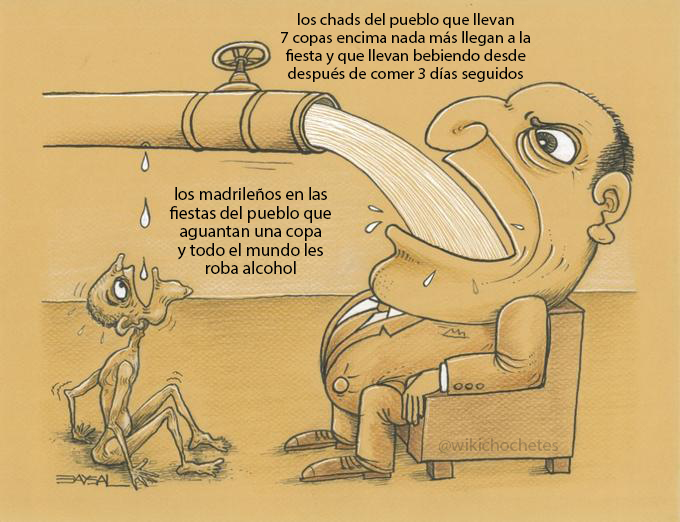 los chads del pueblo que llevan
7 copas encima nada más llegan a la
fiesta y que llevan bebiendo desde
después de comer 3 días seguidos
los madrileños en las
fiestas del pueblo que
aguantan una copa
y todo el mundo les
roba alcohol
@wikichochetes
BAYSAL